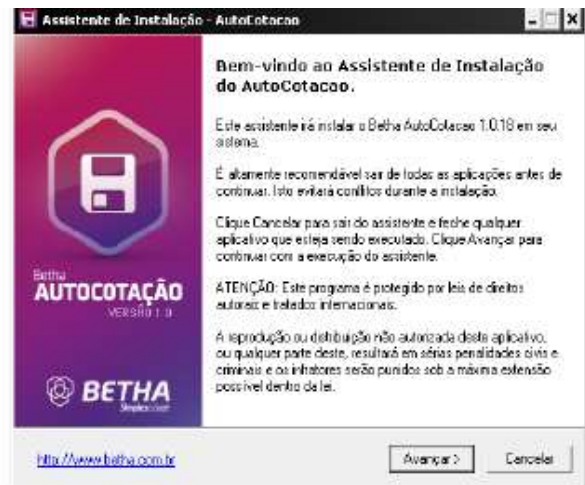 Assistente de Instalação - AutoCotacao
Bem-vindo ao Assistente de Instalação
do AutoCotacao.
Este assistente irá instalar o Betha AutoCotacao 1.0.18 em seu
sistema.
É altamente recomendável sair de todas as aplicações antes de
continuar. Isto evitará conflitos durante a instalação.
Clique Cancelar para sair do assistente e feche qualquer
aplicativo que esteja sendo executado. Clique Avançar para
continuar com a execução do assistente.
ATENÇÃO: Este programa é protegido por leis de direitos
autorais e tratados internacionais.
A reprodução ou distribuição não autorizada deste aplicativo,
ou qualquer parte deste, resultará em sérias penalidades civis e
criminais e os infratores serão punidos sob a máxima extensão
possível dentro da lei.
Betha
AUTOCOTAÇÃO
VERSÃO 1.0
BETHA
http://www.betha.com.br
Avançar >
Cancelar